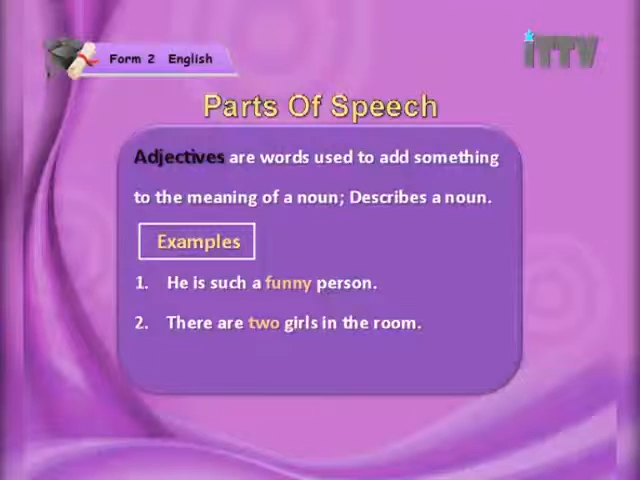 Form 2 English
iTTV
Parts Of Speech
Adjectives are words used to add something
to the meaning of a noun; Describes a noun.
Examples
1. He is such a funny person.
2. There are two girls in the room.